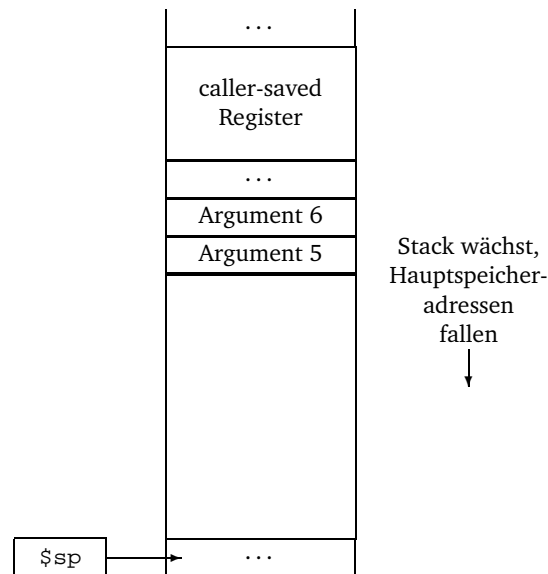 ...
caller-saved
Register
...
Argument 6
Argument 5
Stack wächst,
Hauptspeicher-
adressen
fallen
$sp
...